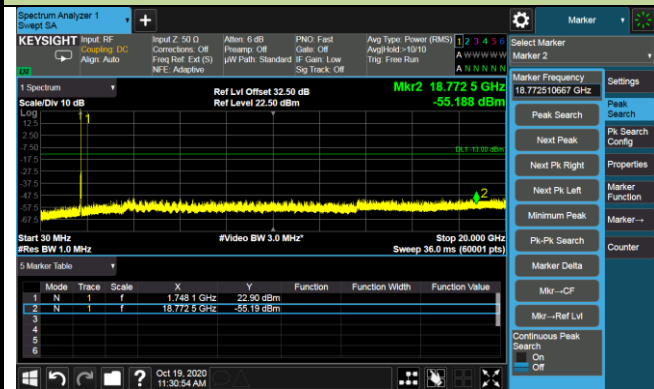 Spectrum Analyzer 1
Swept SA
+
Marker
KEYSIGHT
Input: RF
Coupling: DC
Align: Auto
Input Z: 50 Ω
Corrections: Off
Freq Ref: Ext (S)
NFE: Adaptive
Atten: 6 dB
Preamp: Off
µW Path: Standard
PNO: Fast
Gate: Off
IF Gain: Low
Sig Track: Off
Avg Type: Power (RMS)
Avg|Hold:>10/10
Trig: Free Run
1 2 3 4 5 6
A W W W W W
A N N N N N
Select Marker
Marker 2
1 Spectrum
Scale/Div 10 dB
Log
Ref Lvl Offset 32.50 dB
Ref Level 22.50 dBm
Mkr2 18.772 5 GHz
-55.188 dBm
12.5
2.50
-7.50
-17.5
-27.5
-37.5
-47.5
-57.5
-67.5
1
DL1 -13.00 dBm
2
Start 30 MHz
#Res BW 1.0 MHz
#Video BW 3.0 MHz*
Stop 20.000 GHz
Sweep 36.0 ms (60001 pts)
5 Marker Table
Mode Trace Scale X Y Function Function Width Function Value
1 N 1 f 1.748 1 GHz 22.90 dBm
2 N 1 f 18.772 5 GHz -55.19 dBm
3
4
5
6
Marker Frequency
18.772510667 GHz
Peak Search
Next Peak
Next Pk Right
Next Pk Left
Minimum Peak
Pk-Pk Search
Marker Delta
Mkr→CF
Mkr→Ref Lvl
Continuous Peak
Search
On
Off
Settings
Peak
Search
Pk Search
Config
Properties
Marker
Function
Marker→
Counter
?
Oct 19, 2020
11:30:54 AM